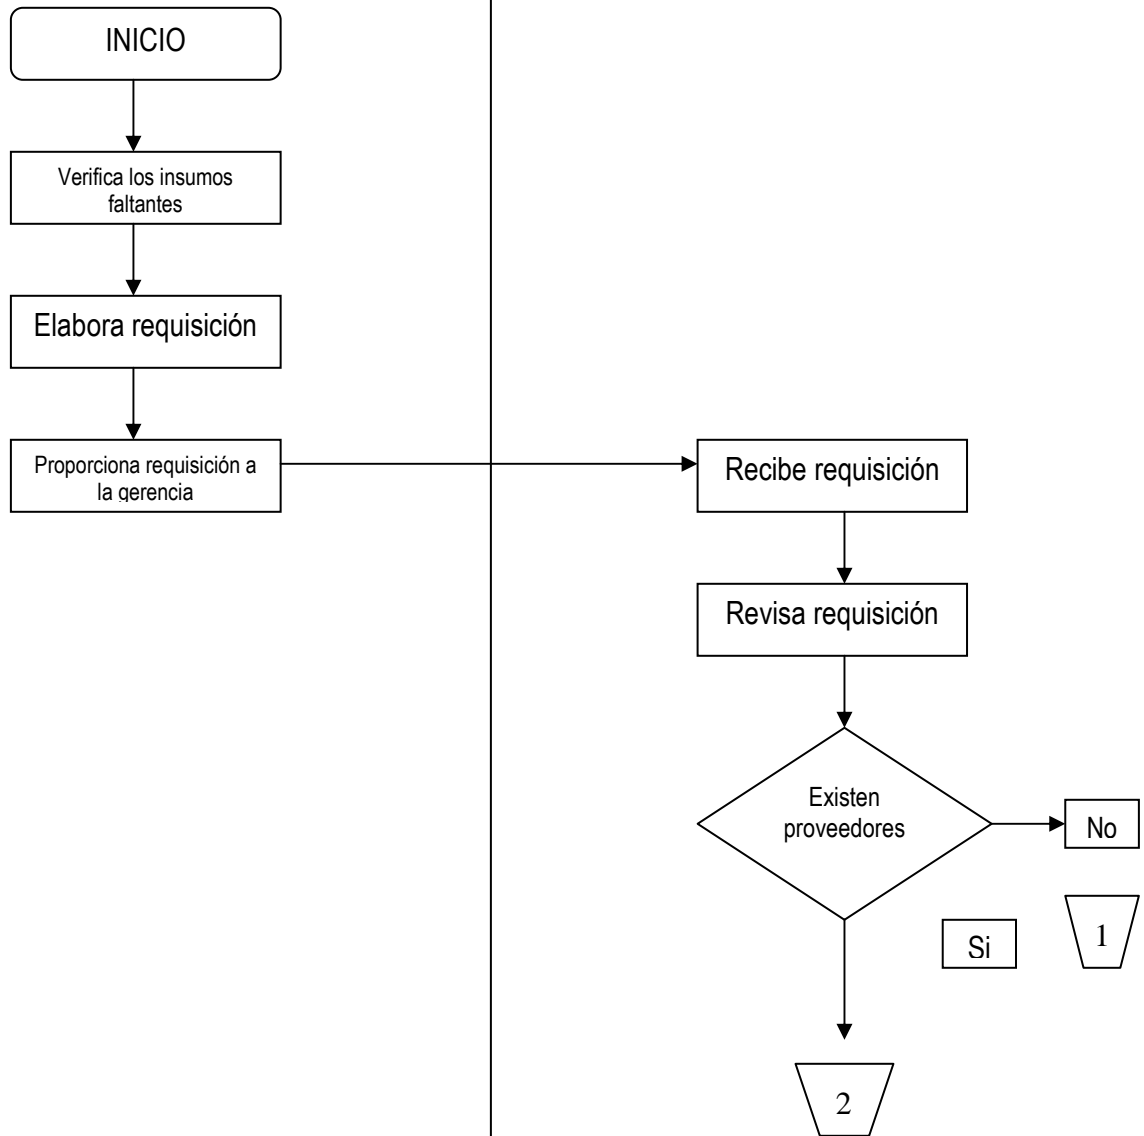 INICIO
Verifica los insumos
faltantes
Elabora requisición
Proporciona requisición a
la gerencia
Recibe requisición
Revisa requisición
Existen
proveedores
No
Si
1
2